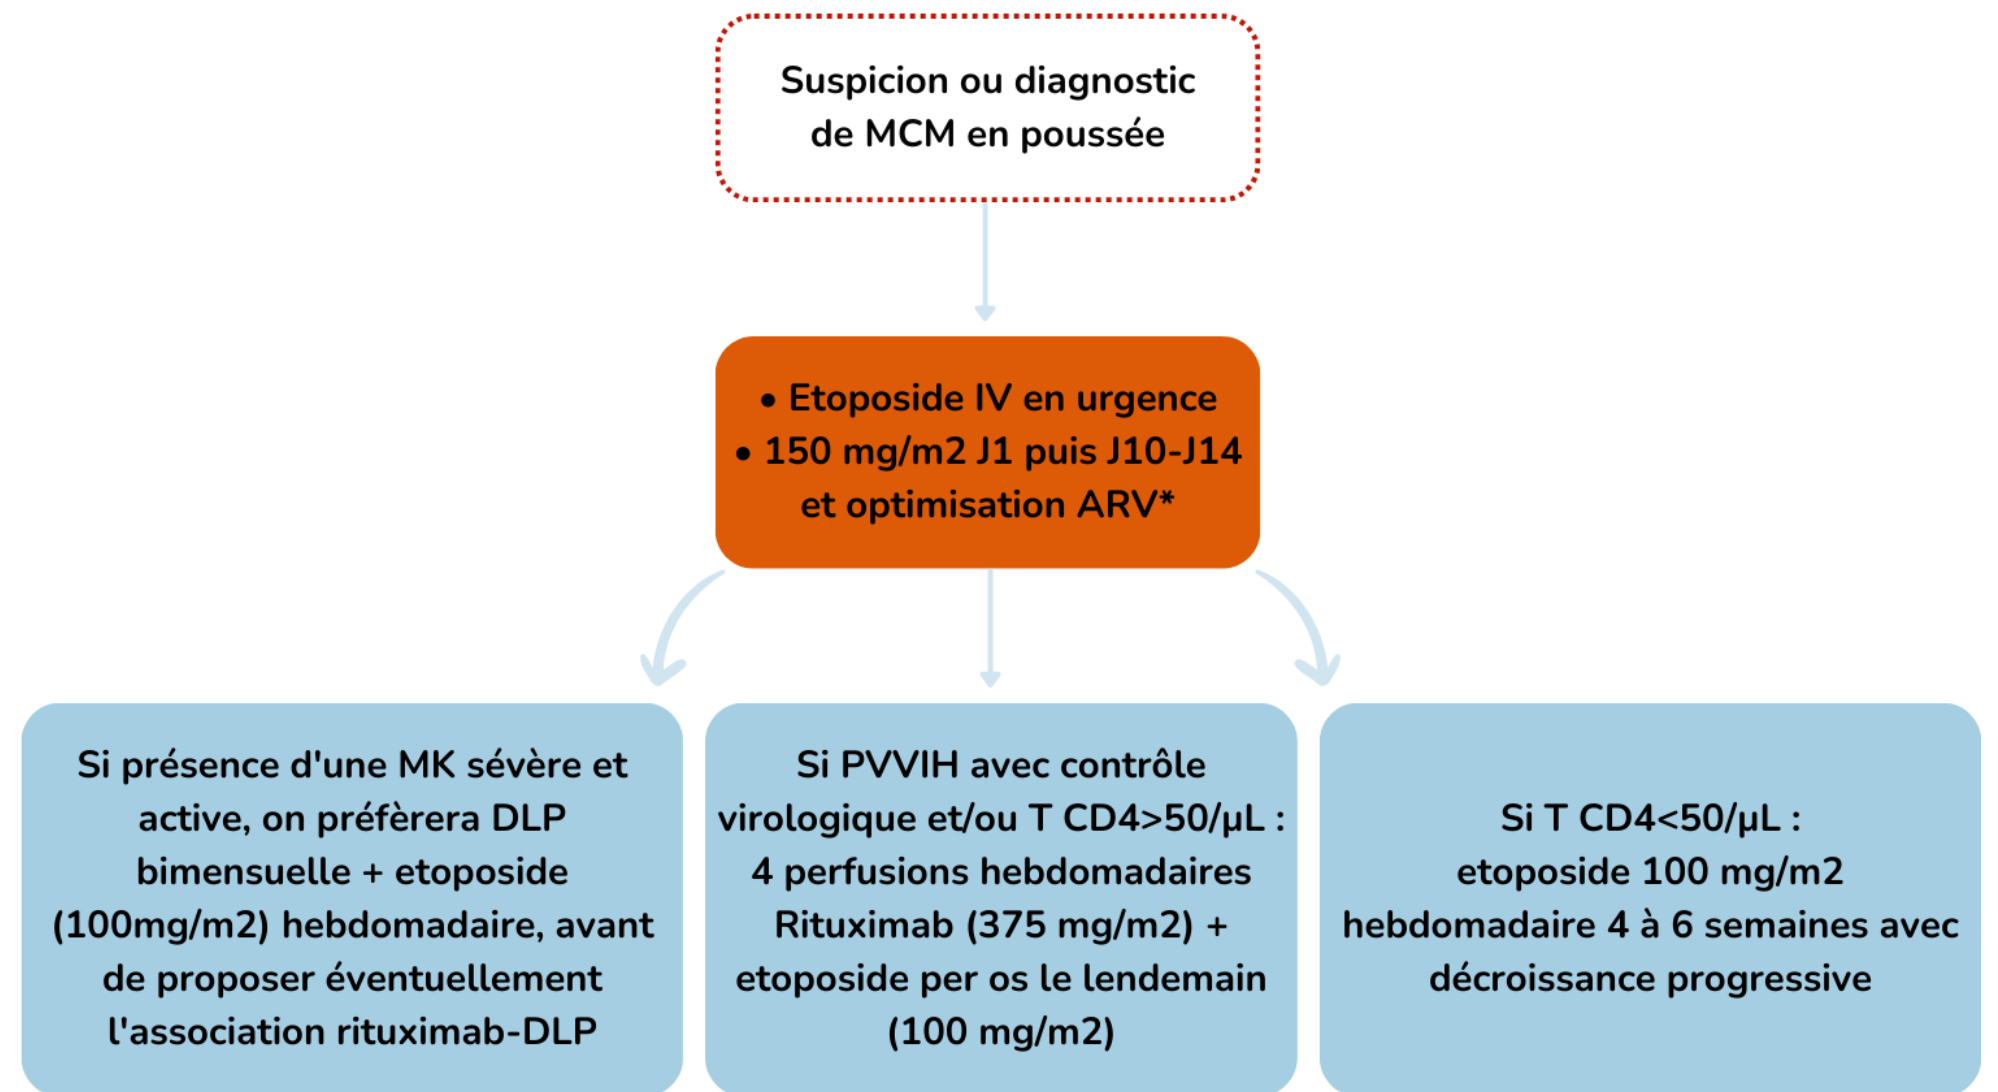 Suspicion ou diagnostic
de MCM en poussée
• Etoposide IV en urgence
• 150 mg/m2 J1 puis J10-J14
et optimisation ARV*
Si présence d'une MK sévère et
active, on préfèrera DLP
bimensuelle + etoposide
(100mg/m2) hebdomadaire, avant
de proposer éventuellement
l'association rituximab-DLP
Si PVVIH avec contrôle
virologique et/ou T CD4>50/µL :
4 perfusions hebdomadaires
Rituximab (375 mg/m2) +
etoposide per os le lendemain
(100 mg/m2)
Si T CD4<50/µL :
etoposide 100 mg/m2
hebdomadaire 4 à 6 semaines avec
décroissance progressive